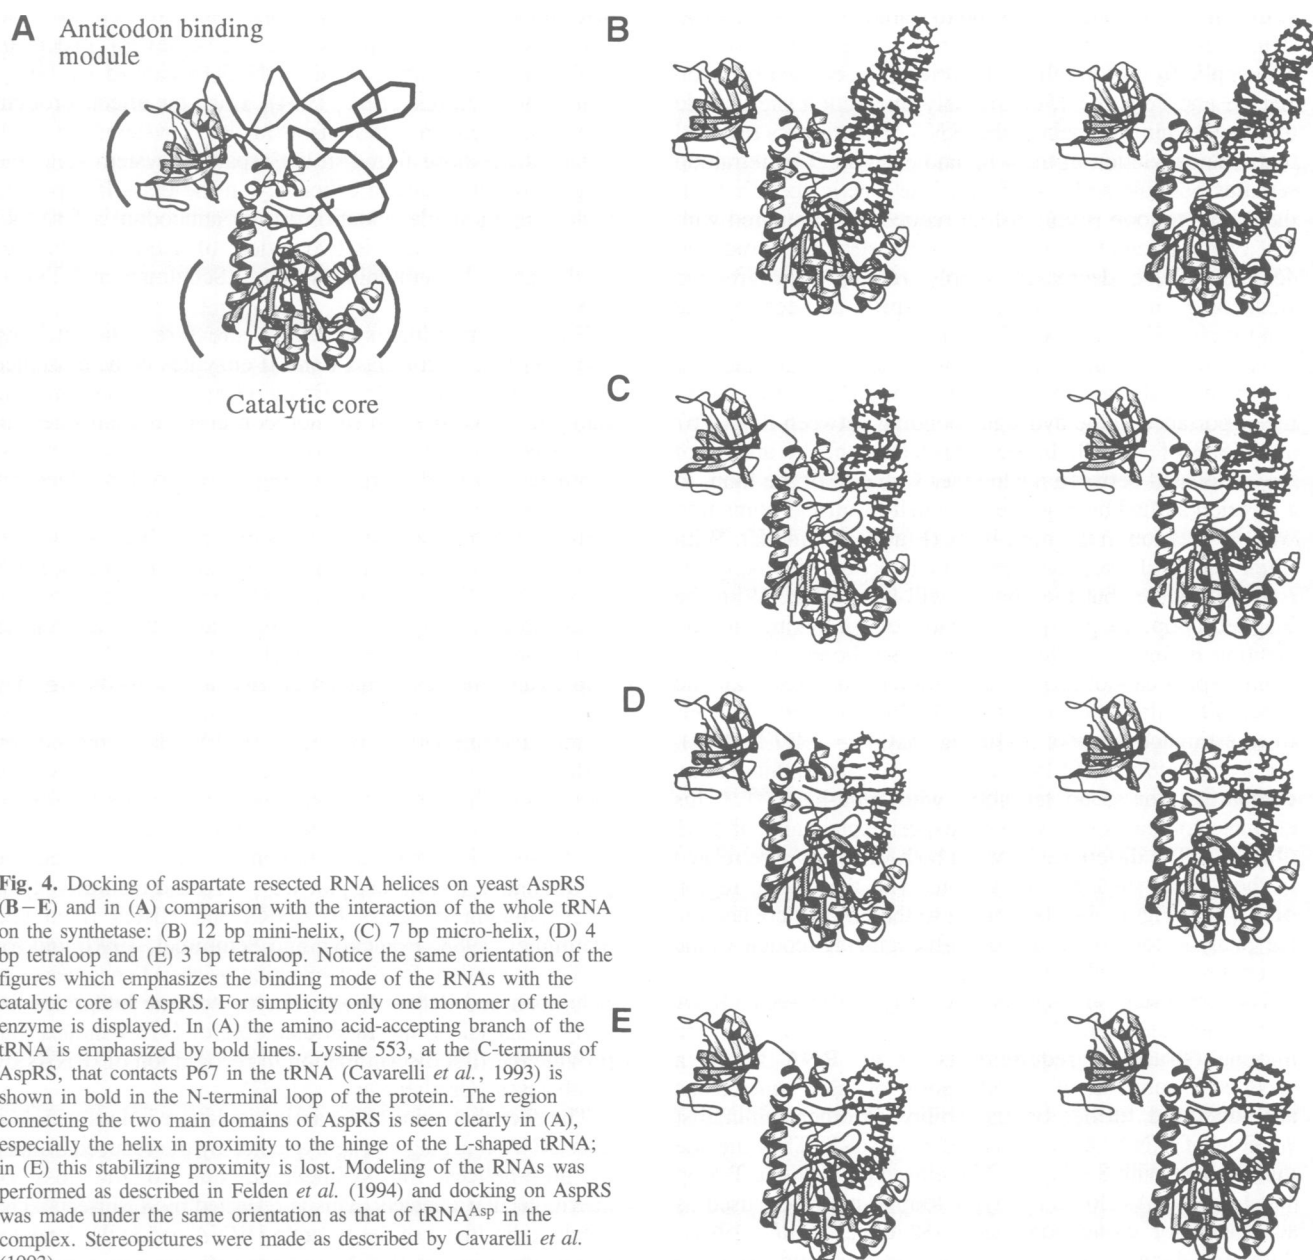 A Anticodon binding
module
Catalytic core
B
C
D
E
Fig. 4. Docking of aspartate resected RNA helices on yeast AspRS
(B–E) and in (A) comparison with the interaction of the whole tRNA
on the synthetase: (B) 12 bp mini-helix, (C) 7 bp micro-helix, (D) 4
bp tetraloop and (E) 3 bp tetraloop. Notice the same orientation of the
figures which emphasizes the binding mode of the RNAs with the
catalytic core of AspRS. For simplicity only one monomer of the
enzyme is displayed. In (A) the amino acid-accepting branch of the
tRNA is emphasized by bold lines. Lysine 553, at the C-terminus of
AspRS, that contacts P67 in the tRNA (Cavarelli et al., 1993) is
shown in bold in the N-terminal loop of the protein. The region
connecting the two main domains of AspRS is seen clearly in (A),
especially the helix in proximity to the hinge of the L-shaped tRNA;
in (E) this stabilizing proximity is lost. Modeling of the RNAs was
performed as described in Felden et al. (1994) and docking on AspRS
was made under the same orientation as that of tRNAAsp in the
complex. Stereopictures were made as described by Cavarelli et al.
(1993)